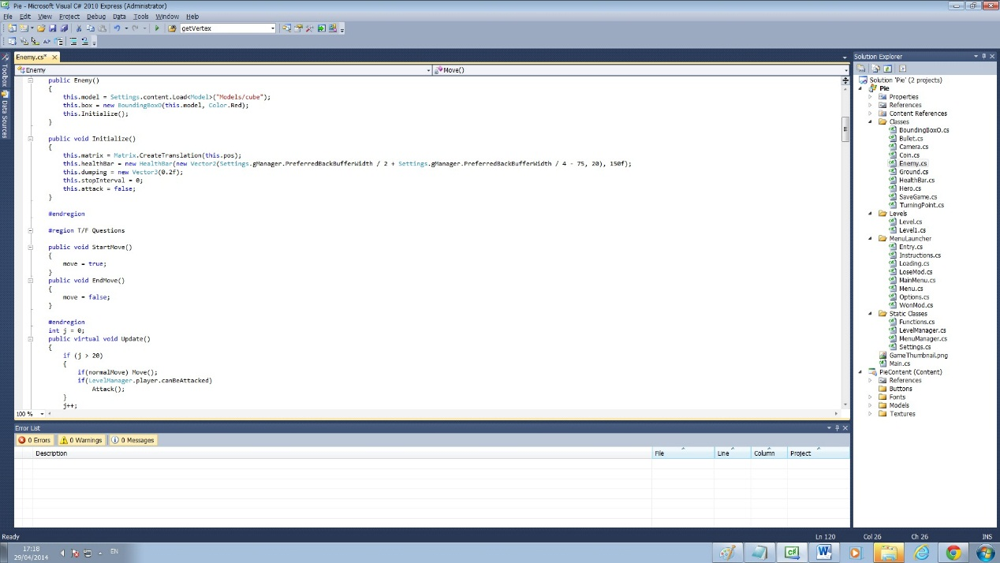 Pie - Microsoft Visual C# 2010 Express (Administrator)
File Edit View Project Debug Data Tools Window Help
getVertex
Enemy.cs*
Enemy
Move()
public Enemy()
{
this.model = Settings.content.Load<Model>("Models/cube");
this.box = new BoundingBoxO(this.model, Color.Red);
this.Initialize();
}
public void Initialize()
{
this.matrix = Matrix.CreateTranslation(this.pos);
this.healthBar = new HealthBar(new Vector2(Settings.gManager.PreferredBackBufferWidth / 2 + Settings.gManager.PreferredBackBufferWidth / 4 - 75, 20), 150f);
this.dumping = new Vector3(0.2f);
this.stopInterval = 0;
this.attack = false;
}
#endregion
#region T/F Questions
public void StartMove()
{
move = true;
}
public void EndMove()
{
move = false;
}
#endregion
int j = 0;
public virtual void Update()
{
if (j > 20)
{
if(normalMove) Move();
if(LevelManager.player.canBeAttacked)
Attack();
}
j++;
100 %
Toolbox
Data Sources
Solution Explorer
Solution 'Pie' (2 projects)
Pie
Properties
References
Content References
Classes
BoundingBoxO.cs
Bullet.cs
Camera.cs
Coin.cs
Enemy.cs
Ground.cs
HealthBar.cs
Hero.cs
SaveGame.cs
TurningPoint.cs
Levels
Level.cs
Level1.cs
MenuLauncher
Entry.cs
Instructions.cs
Loading.cs
LoseMod.cs
MainMenu.cs
Menu.cs
Options.cs
WonMod.cs
Static Classes
Functions.cs
LevelManager.cs
MenuManager.cs
Settings.cs
GameThumbnail.png
Main.cs
PieContent (Content)
References
Buttons
Fonts
Models
Textures
Error List
0 Errors 0 Warnings 0 Messages
Description File Line Column Project
Ready Ln 120 Col 26 Ch 26 INS
17:16
29/04/2014
EN